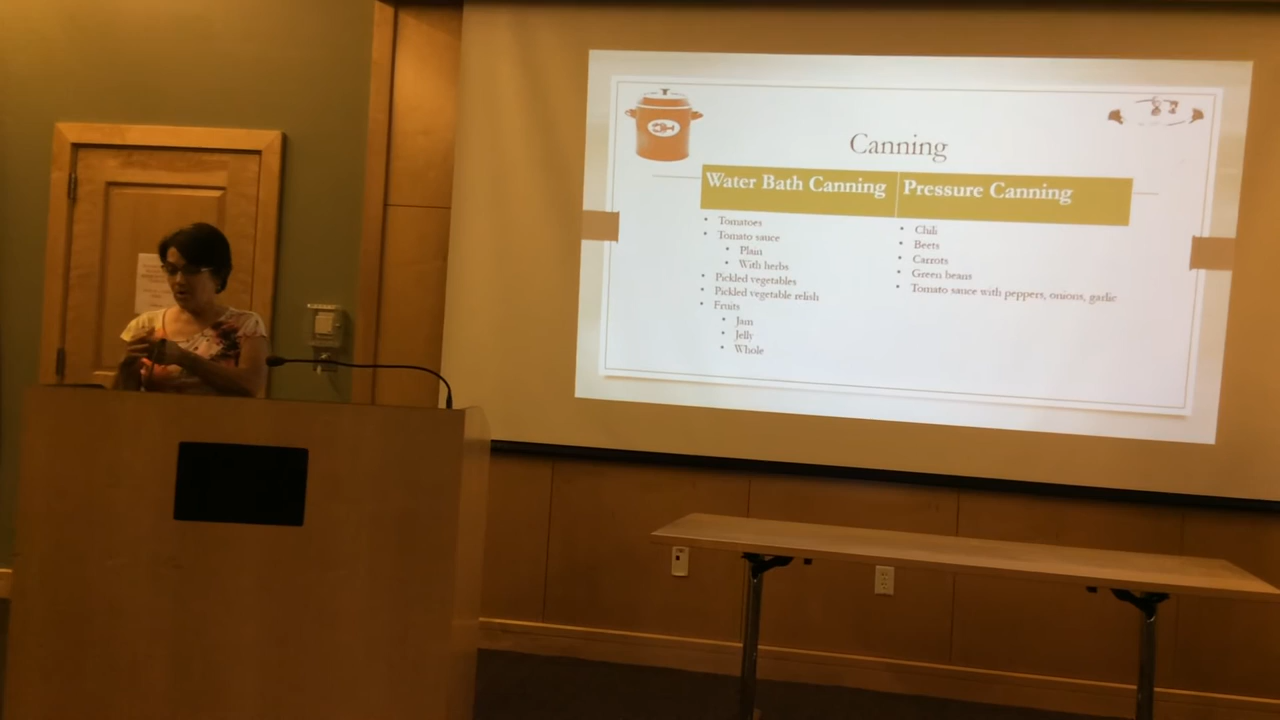 Canning
Water Bath Canning
Tomatoes
Tomato sauce
Plain
With herbs
Pickled vegetables
Pickled vegetable relish
Fruits
Jam
Jelly
Whole
Pressure Canning
Chili
Beets
Carrots
Green beans
Tomato sauce with peppers, onions, garlic